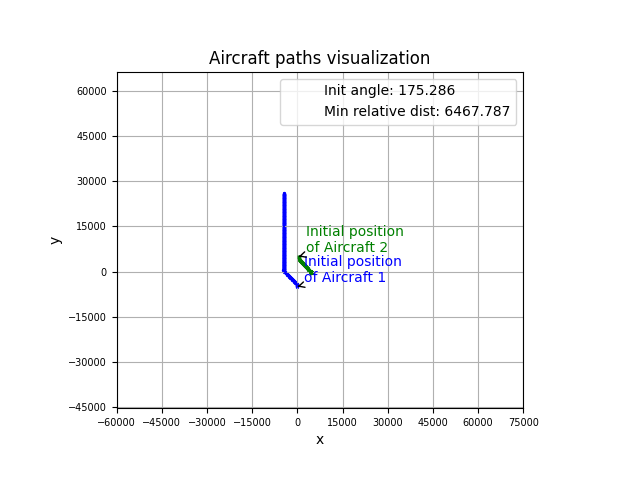 Aircraft paths visualization
Init angle: 175.286
Min relative dist: 6467.787
60000
45000
30000
15000
0
−15000
−30000
−45000
y
Initial position
of Aircraft 2
Initial position
of Aircraft 1
−60000 −45000 −30000 −15000 0 15000 30000 45000 60000 75000
x